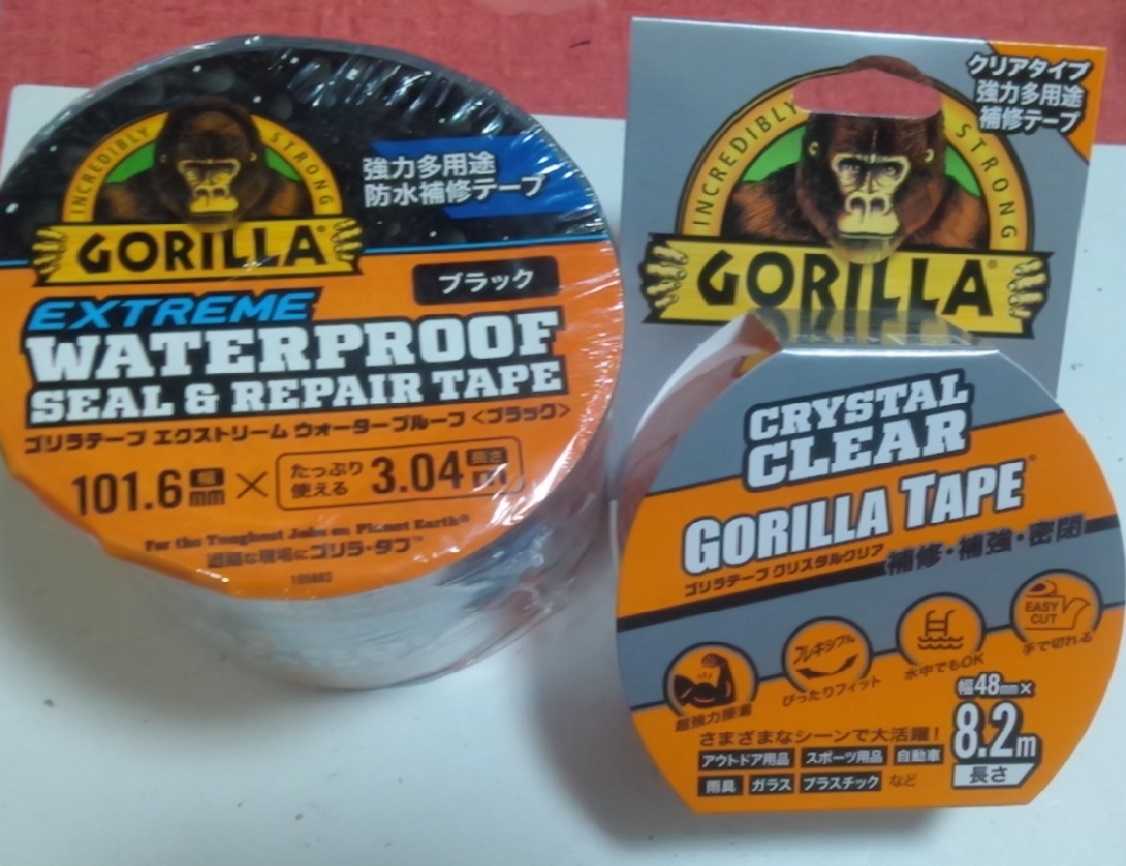 INCREDIBLY STRONG
GORILLA
強力多用途
防水補修テープ
ブラック
EXTREME
WATERPROOF
SEAL & REPAIR TAPE
ゴリラテープ エクストリーム ウォータープルーフ〈ブラック〉
101.6 幅 mm × たっぷり使える 3.04 m
For the Toughest Jobs on Planet Earth®
過酷な現場にゴリラ・タフ™
クリアタイプ
強力多用途
補修テープ
INCREDIBLY STRONG
GORILLA®
CRYSTAL
CLEAR
GORILLA TAPE®
ゴリラテープ クリスタルクリア
補修・補強・密閉
超強力接着
フレキシブル
ぴったりフィット
水中でもOK
EASY CUT
手で切れる
幅48mm×
8.2m
長さ
さまざまなシーンで大活躍!
アウトドア用品 スポーツ用品 自動車
雨具 ガラス プラスチック など